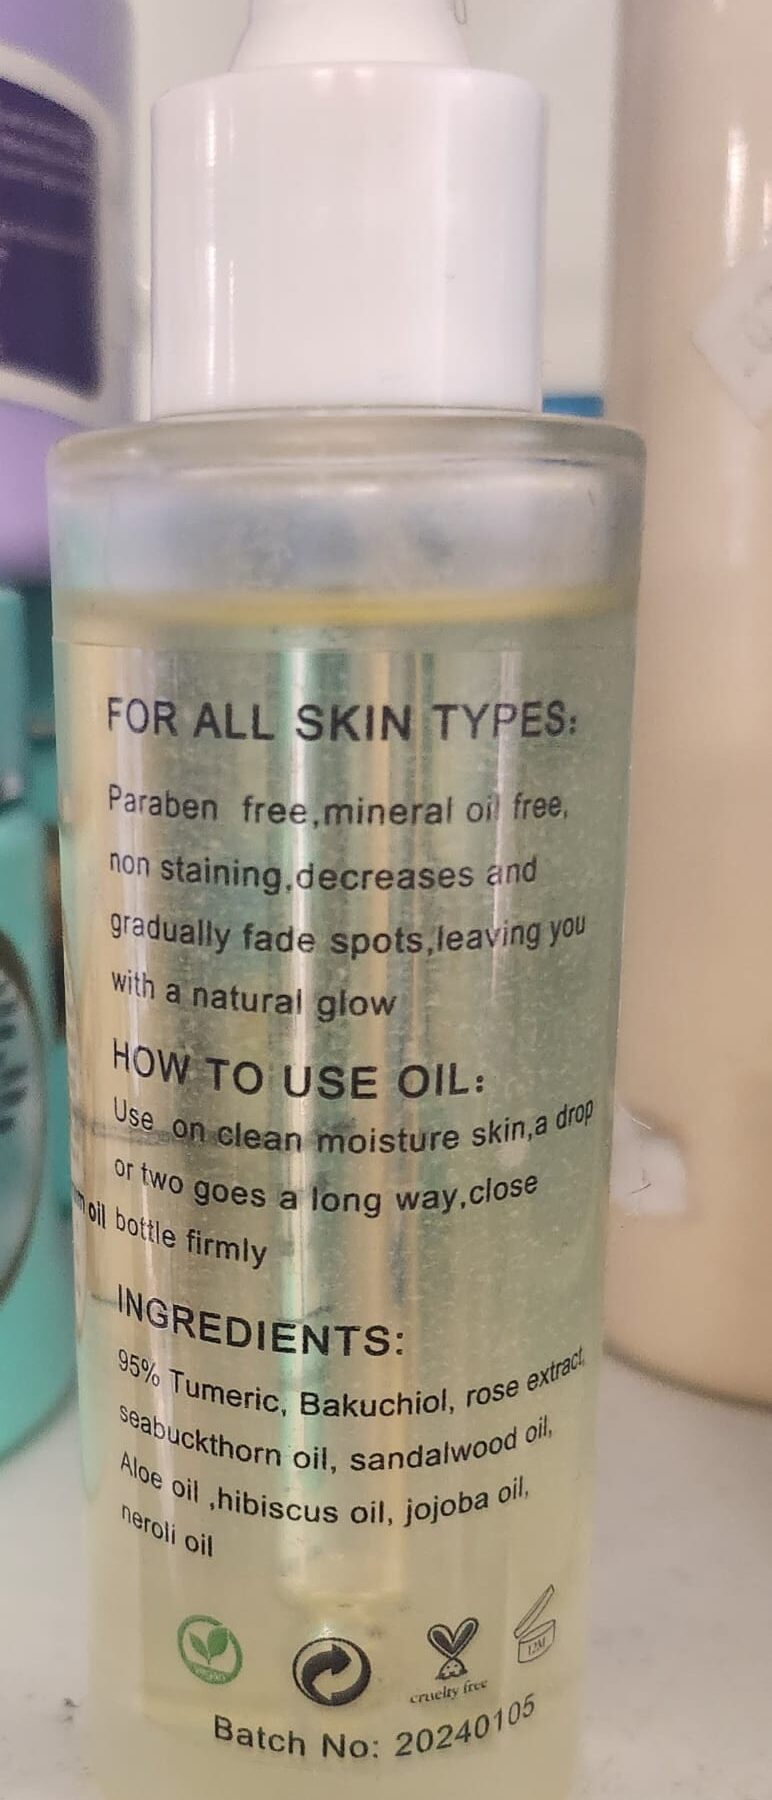 FOR ALL SKIN TYPES:
Paraben free,mineral oil free,
non staining,decreases and
gradually fade spots,leaving you
with a natural glow
HOW TO USE OIL:
Use on clean moisture skin,a drop
or two goes a long way,close
oil bottle firmly
INGREDIENTS:
95% Tumeric, Bakuchiol, rose extract,
seabuckthorn oil, sandalwood oil,
Aloe oil ,hibiscus oil, jojoba oil,
neroli oil
VEGAN
cruelty free
12M
Batch No: 20240105